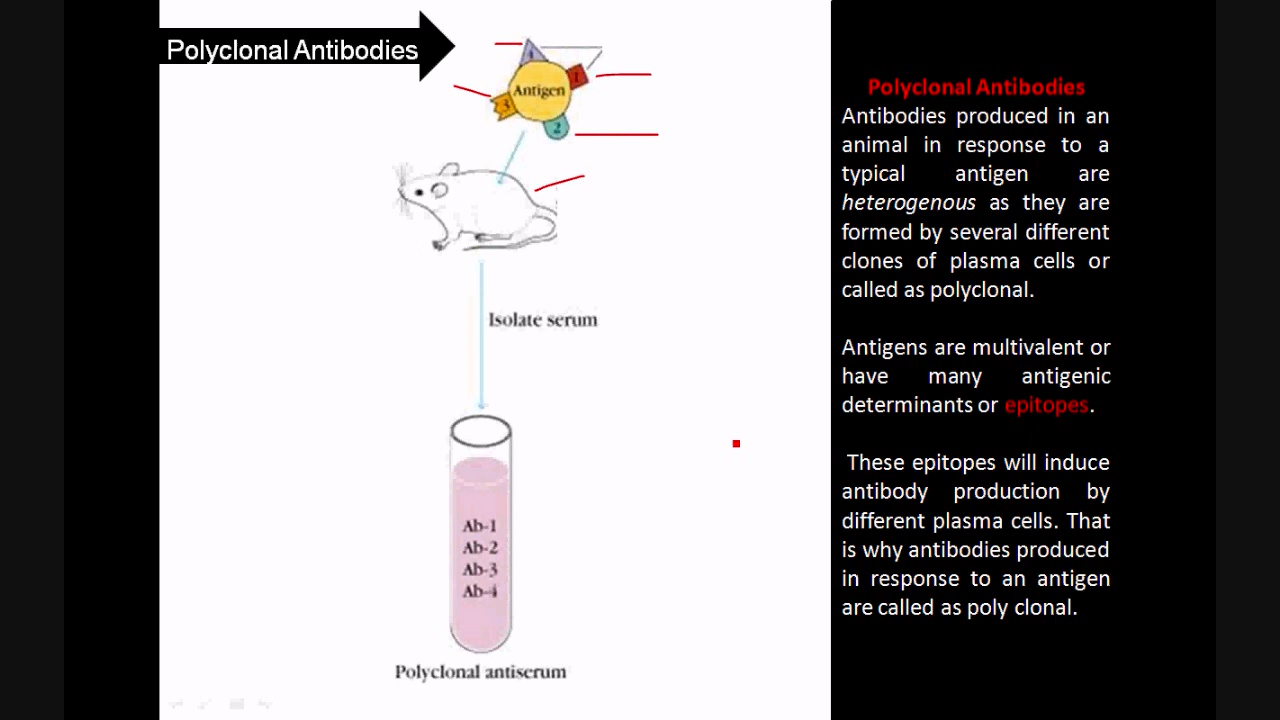 Polyclonal Antibodies
4
1
Antigen
3
2
Isolate serum
Ab-1
Ab-2
Ab-3
Ab-4
Polyclonal antiserum
Polyclonal Antibodies
Antibodies produced in an
animal in response to a
typical antigen are
heterogenous as they are
formed by several different
clones of plasma cells or
called as polyclonal.
Antigens are multivalent or
have many antigenic
determinants or epitopes.
These epitopes will induce
antibody production by
different plasma cells. That
is why antibodies produced
in response to an antigen
are called as poly clonal.